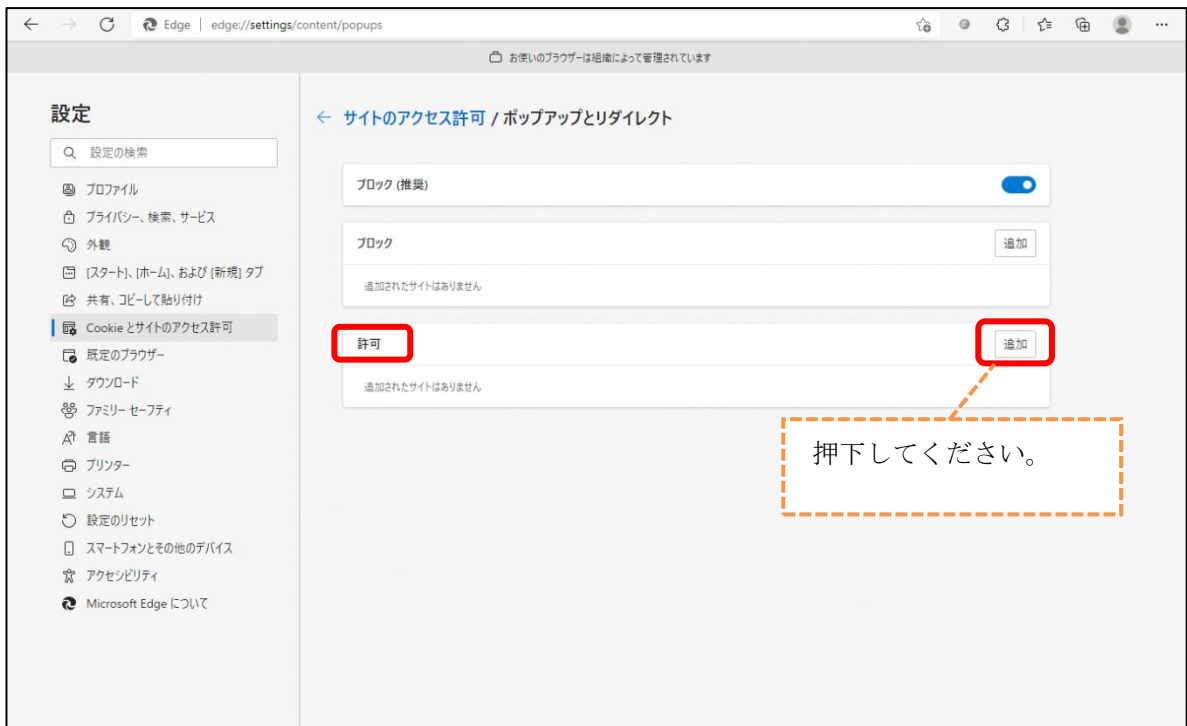 Edge | edge://settings/content/popups
お使いのブラウザーは組織によって管理されています
設定
設定の検索
プロファイル
プライバシー、検索、サービス
外観
[スタート]、[ホーム]、および [新規] タブ
共有、コピーして貼り付け
Cookie とサイトのアクセス許可
既定のブラウザー
ダウンロード
ファミリー セーフティ
言語
プリンター
システム
設定のリセット
スマートフォンとその他のデバイス
アクセシビリティ
Microsoft Edge について
サイトのアクセス許可 / ポップアップとリダイレクト
ブロック (推奨)
ブロック 追加
追加されたサイトはありません
許可 追加
追加されたサイトはありません
押下してください。